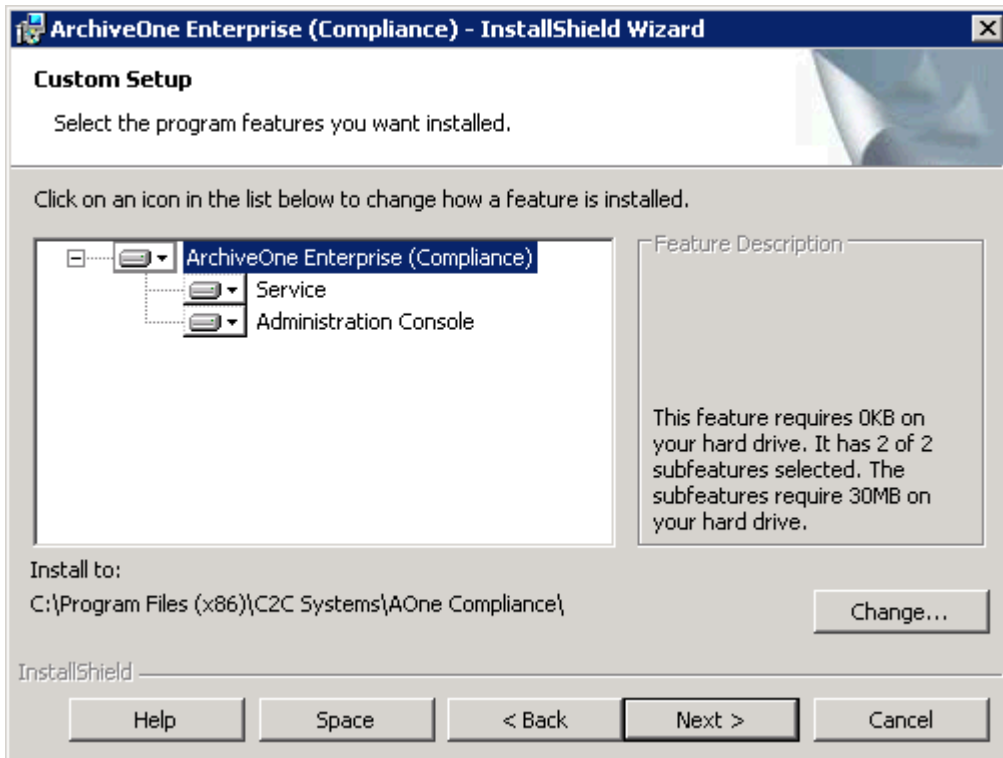 ArchiveOne Enterprise (Compliance) - InstallShield Wizard
Custom Setup
Select the program features you want installed.
Click on an icon in the list below to change how a feature is installed.
ArchiveOne Enterprise (Compliance)
Service
Administration Console
Feature Description
This feature requires 0KB on
your hard drive. It has 2 of 2
subfeatures selected. The
subfeatures require 30MB on
your hard drive.
Install to:
C:\Program Files (x86)\C2C Systems\AOne Compliance\
Change...
InstallShield
Help
Space
< Back
Next >
Cancel